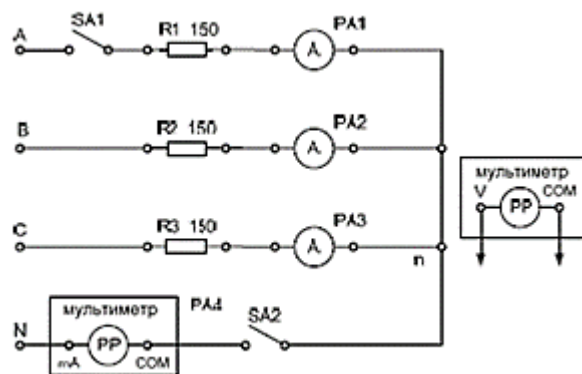 A SA1 R1 150 A PA1
B R2 150 A PA2
мультиметр
V PP COM
C R3 150 A PA3
n
мультиметр PA4 SA2
N mA PP COM